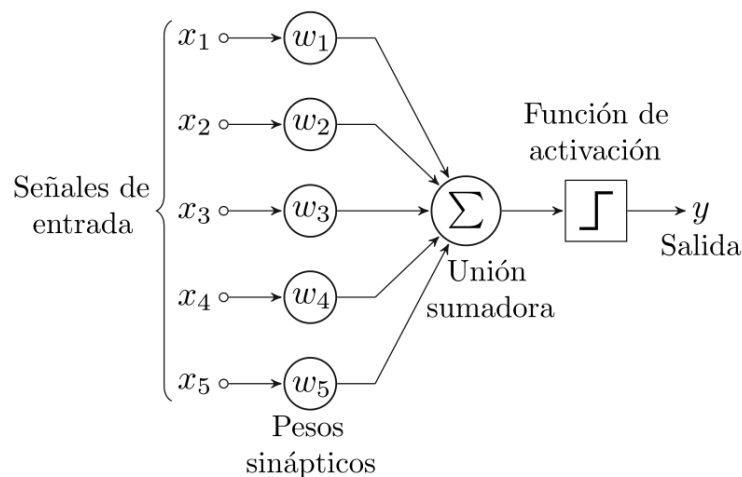 x₁
w₁
x₂
w₂
Función de
activación
Señales de
entrada
x₃
w₃
∑
y
Salida
Unión
sumadora
x₄
w₄
x₅
w₅
Pesos
sinápticos